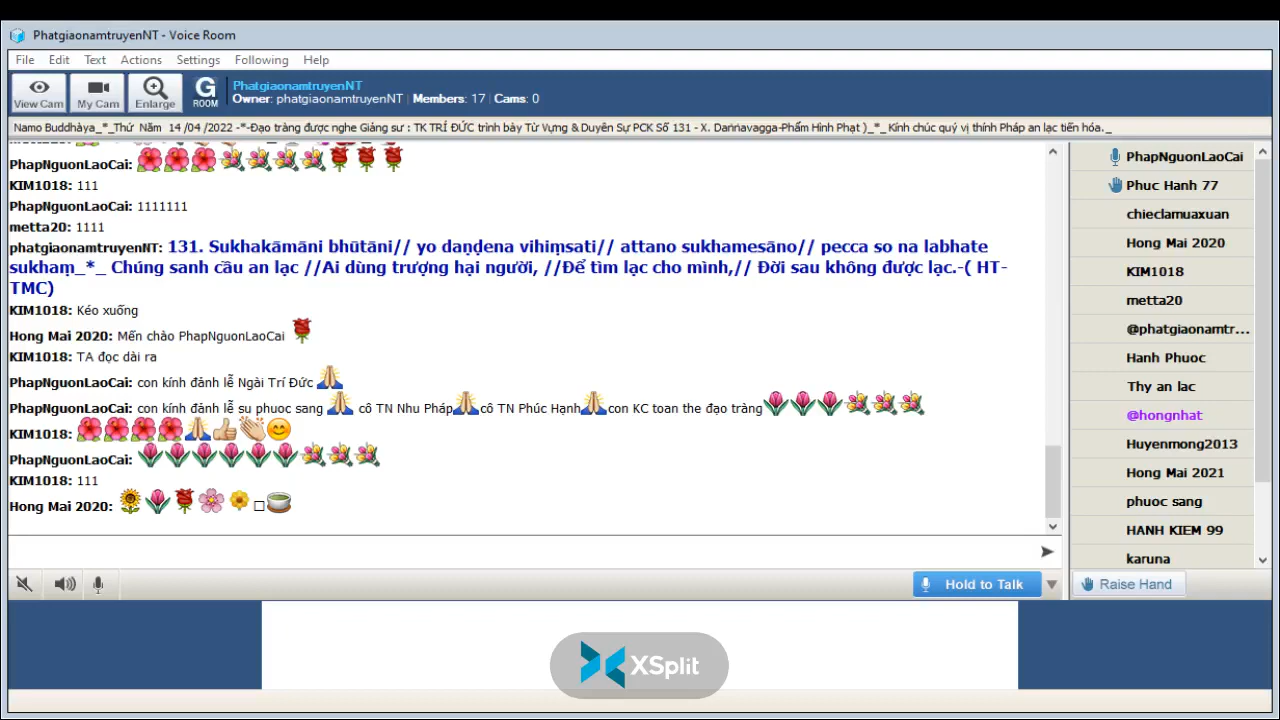 PhatgiaonamtruyenNT - Voice Room
File Edit Text Actions Settings Following Help
View Cam My Cam Enlarge G ROOM
PhatgiaonamtruyenNT
Owner: phatgiaonamtruyenNT | Members: 17 | Cams: 0
Namo Buddhàya_*_Thứ Năm 14 /04 /2022 -*-Đạo tràng được nghe Giảng sư : TK TRÍ ĐỨC trình bày Từ Vựng & Duyên Sự PCK Số 131 - X. Daṇṇavagga-Phẩm Hình Phạt )_*_ Kính chúc quý vị thính Pháp an lạc tiến hóa._
PhapNguonLaoCai:
KIM1018: 111
PhapNguonLaoCai: 1111111
metta20: 1111
phatgiaonamtruyenNT: 131. Sukhakāmāni bhūtāni// yo daṇḍena vihiṃsati// attano sukhamesāno// pecca so na labhate
sukhaṃ_*_ Chúng sanh cầu an lạc //Ai dùng trượng hại người, //Để tìm lạc cho mình,// Đời sau không được lạc.-( HT-
TMC)
KIM1018: Kéo xuống
Hong Mai 2020: Mến chào PhapNguonLaoCai
KIM1018: TA đọc dài ra
PhapNguonLaoCai: con kính đảnh lễ Ngài Trí Đức
PhapNguonLaoCai: con kính đảnh lễ su phuoc sang cô TN Nhu Pháp cô TN Phúc Hạnh con KC toan the đạo tràng
KIM1018:
PhapNguonLaoCai:
KIM1018: 111
Hong Mai 2020:
Hold to Talk
PhapNguonLaoCai
Phuc Hanh 77
chieclamuaxuan
Hong Mai 2020
KIM1018
metta20
@phatgiaonamtr...
Hanh Phuoc
Thy an lac
@hongnhat
Huyenmong2013
Hong Mai 2021
phuoc sang
HANH KIEM 99
karuna
Raise Hand
XSplit